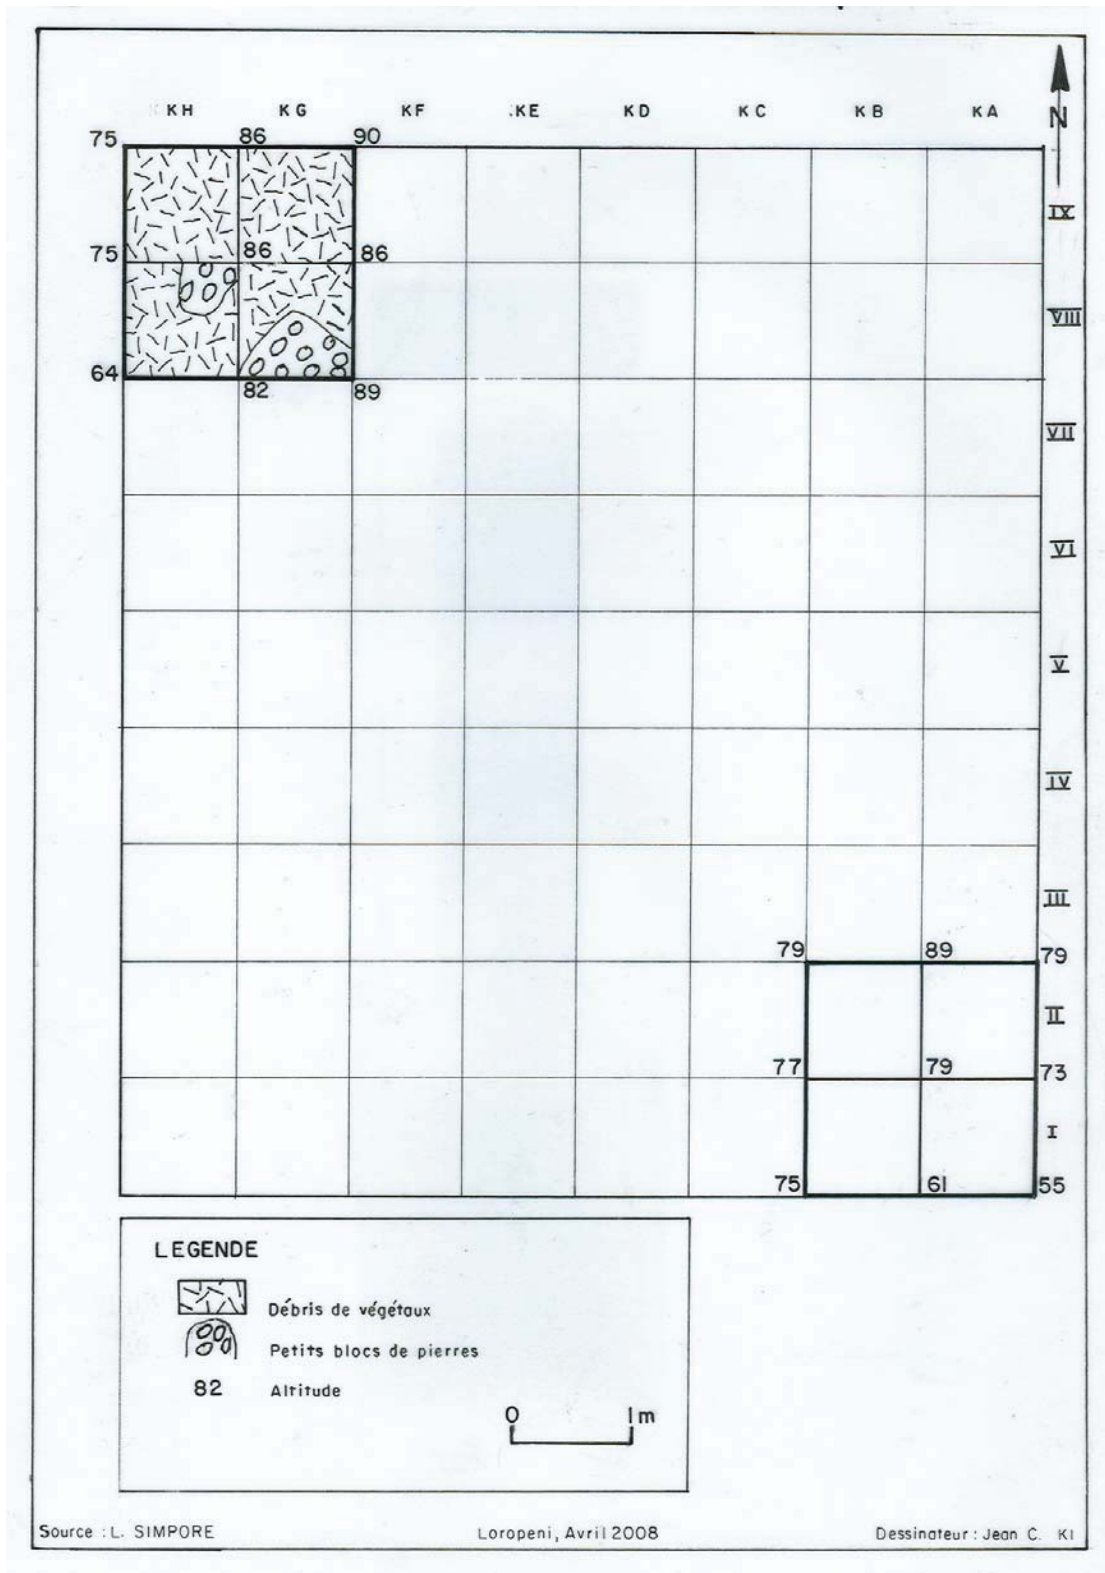 KH KG KF KE KD KC KB KA
N
75 86 90
IX
75 86 86
VIII
64 82 89
VII
VI
V
IV
III
79 89 79
II
77 79 73
I
75 61 55
LEGENDE
Débris de végétaux
Petits blocs de pierres
82 Altitude
0 1m
Source : L. SIMPORE Loropeni, Avril 2008 Dessinateur : Jean C. KI